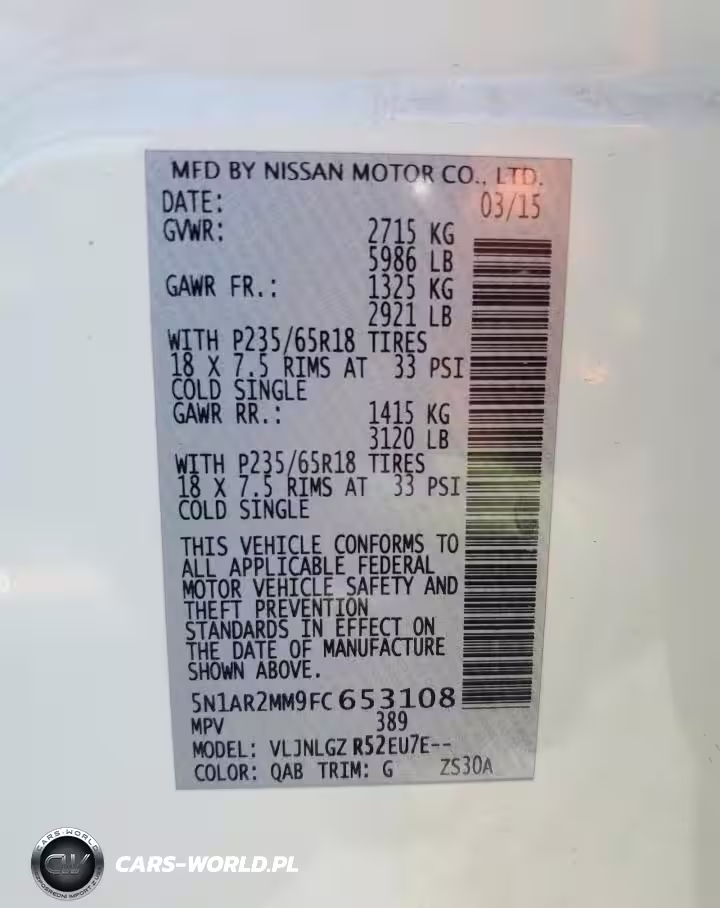 MFD BY NISSAN MOTOR CO., LTD.
DATE: 03/15
GVWR: 2715 KG
5986 LB
GAWR FR.: 1325 KG
2921 LB
WITH P235/65R18 TIRES
18 X 7.5 RIMS AT 33 PSI
COLD SINGLE
GAWR RR.: 1415 KG
3120 LB
WITH P235/65R18 TIRES
18 X 7.5 RIMS AT 33 PSI
COLD SINGLE
THIS VEHICLE CONFORMS TO
ALL APPLICABLE FEDERAL
MOTOR VEHICLE SAFETY AND
THEFT PREVENTION
STANDARDS IN EFFECT ON
THE DATE OF MANUFACTURE
SHOWN ABOVE.
5N1AR2MM9FC653108
MPV 389
MODEL: VLJNLGZ R52EU7E--
COLOR: QAB TRIM: G ZS30A
CARS-WORLD
CW
CARS-WORLD.PL